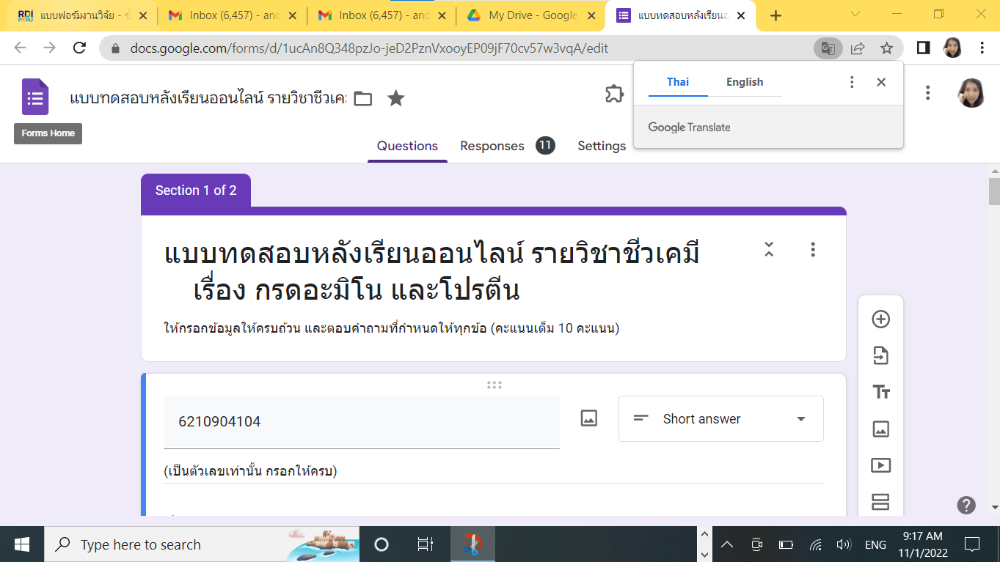 RDI
PKRU
แบบฟอร์มงานวิจัย -
Inbox (6,457) - anc
Inbox (6,457) - anc
My Drive - Google
แบบทดสอบหลังเรียนอ
docs.google.com/forms/d/1ucAn8Q348pzJo-jeD2PznVxooyEP09jF70cv57w3vqA/edit
Thai
English
Google Translate
แบบทดสอบหลังเรียนออนไลน์ รายวิชาชีวเค
Forms Home
Questions
Responses
11
Settings
Section 1 of 2
แบบทดสอบหลังเรียนออนไลน์ รายวิชาชีวเคมี
เรื่อง กรดอะมิโน และโปรตีน
ให้กรอกข้อมูลให้ครบถ้วน และตอบคำถามที่กำหนดให้ทุกข้อ (คะแนนเต็ม 10 คะแนน)
6210904104
Short answer
(เป็นตัวเลขเท่านั้น กรอกให้ครบ)
Type here to search
ENG
9:17 AM
11/1/2022